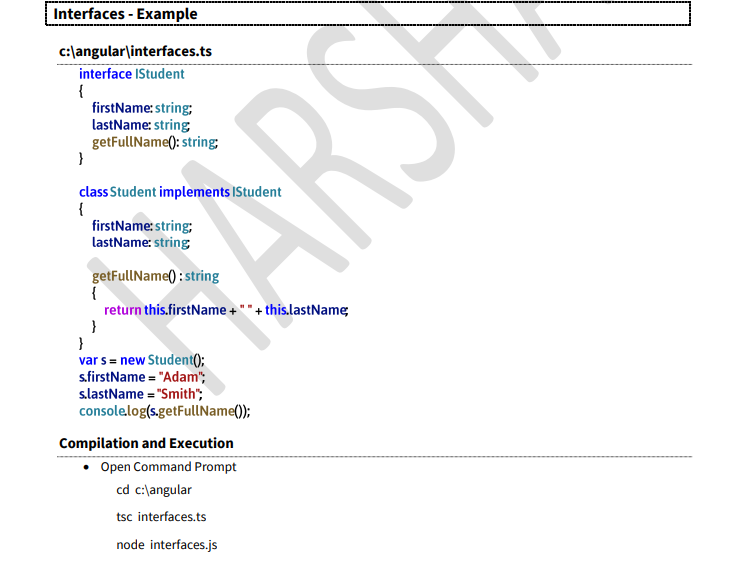 Interfaces - Example
c:\angular\interfaces.ts
interface IStudent
{
firstName: string;
lastName: string;
getFullName(): string;
}
class Student implements IStudent
{
firstName: string;
lastName: string;
getFullName() : string
{
return this.firstName + " " + this.lastName;
}
}
var s = new Student();
s.firstName = "Adam";
s.lastName = "Smith";
console.log(s.getFullName());
Compilation and Execution
• Open Command Prompt
cd c:\angular
tsc interfaces.ts
node interfaces.js
HARSHA